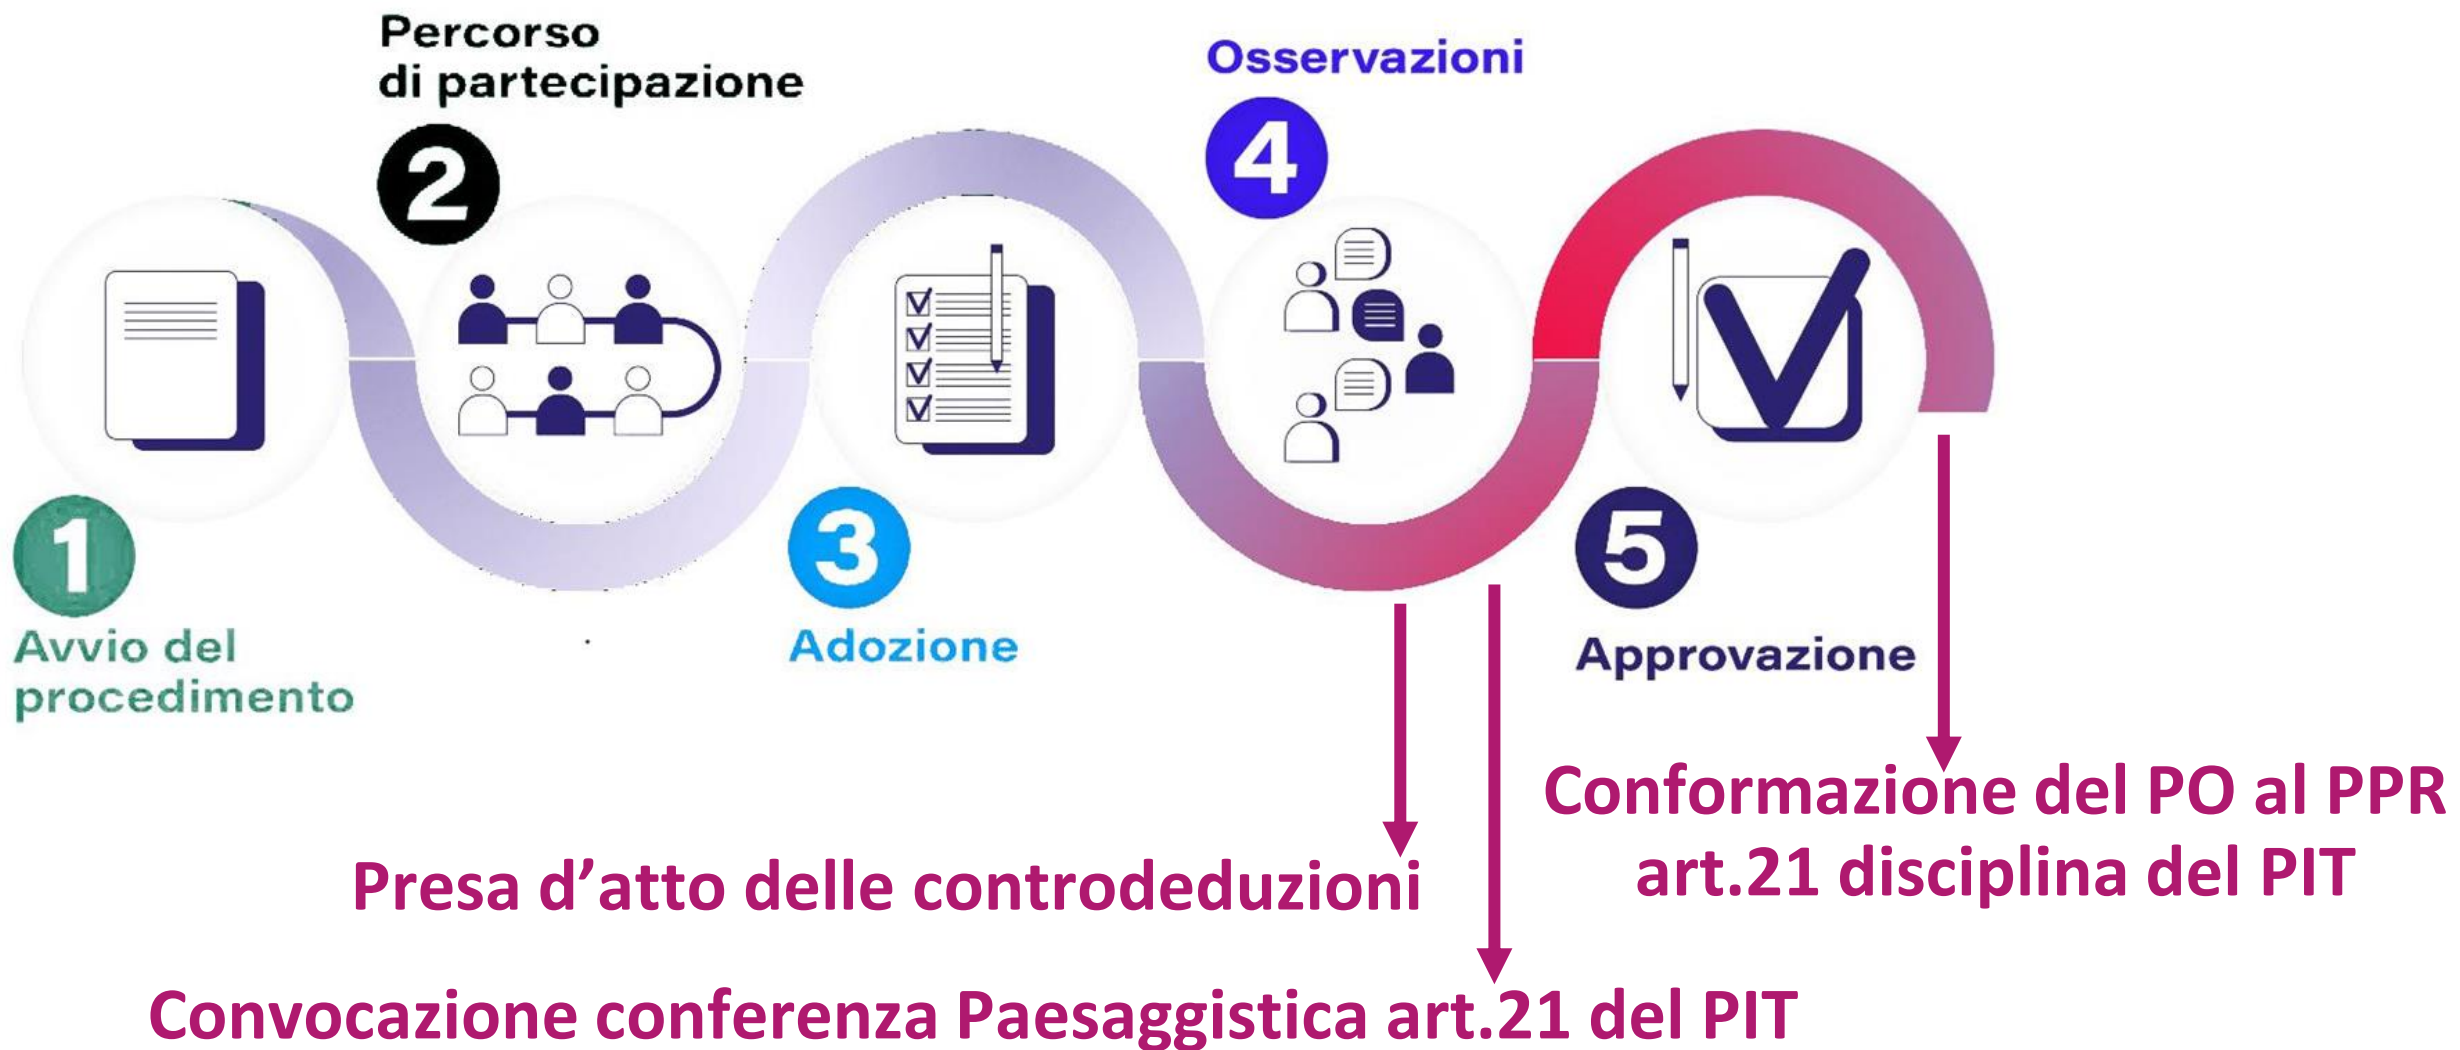 Percorso
di partecipazione
2
Osservazioni
4
1
Avvio del
procedimento
3
Adozione
5
Approvazione
Conformazione del PO al PPR
art.21 disciplina del PIT
Presa d’atto delle controdeduzioni
Convocazione conferenza Paesaggistica art.21 del PIT